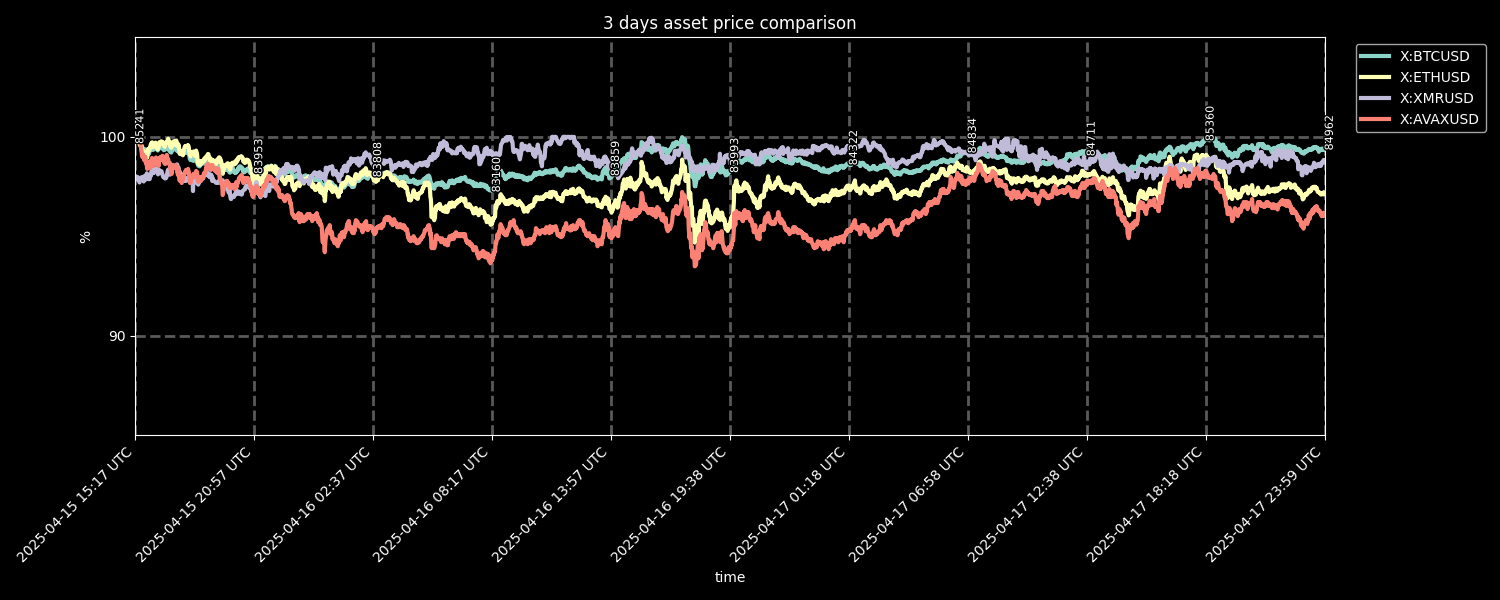 3 days asset price comparison
X:BTCUSD
X:ETHUSD
X:XMRUSD
X:AVAXUSD
100
90
%
85241
83953
83808
83160
83859
83993
84322
84834
84711
85360
84962
2025-04-15 15:17 UTC
2025-04-15 20:57 UTC
2025-04-16 02:37 UTC
2025-04-16 08:17 UTC
2025-04-16 13:57 UTC
2025-04-16 19:38 UTC
2025-04-17 01:18 UTC
2025-04-17 06:58 UTC
2025-04-17 12:38 UTC
2025-04-17 18:18 UTC
2025-04-17 23:59 UTC
time